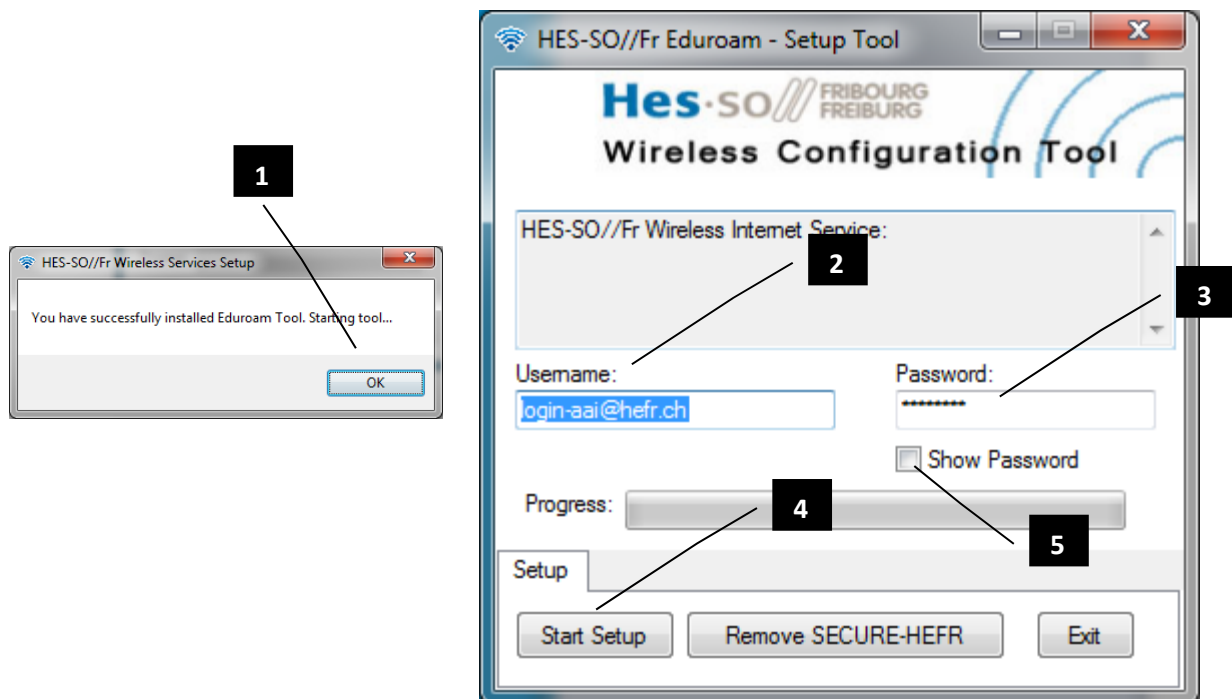 1
HES-SO//Fr Wireless Services Setup
You have successfully installed Eduroam Tool. Starting tool...
OK
HES-SO//Fr Eduroam - Setup Tool
Hes·so// FRIBOURG
FREIBURG
Wireless Configuration Tool
HES-SO//Fr Wireless Internet Service:
2
3
Username:
Password:
login-aai@hefr.ch
********
Show Password
Progress:
4
5
Setup
Start Setup
Remove SECURE-HEFR
Exit